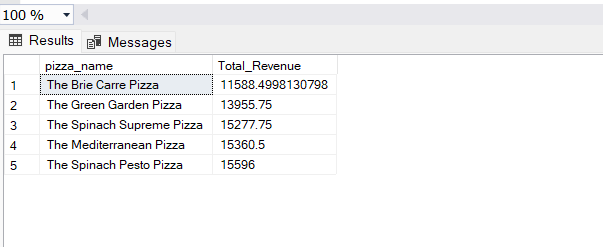 100 %
Results Messages
pizza_name Total_Revenue
1 The Brie Carre Pizza 11588.4998130798
2 The Green Garden Pizza 13955.75
3 The Spinach Supreme Pizza 15277.75
4 The Mediterranean Pizza 15360.5
5 The Spinach Pesto Pizza 15596